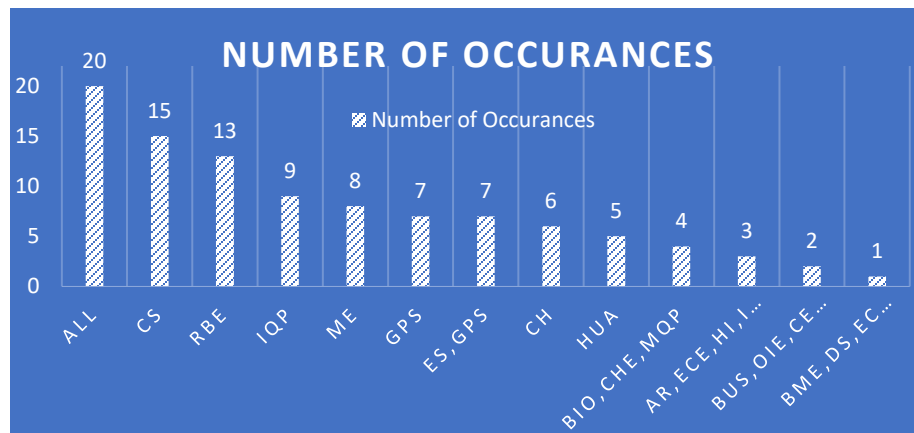 NUMBER OF OCCURANCES
Number of Occurances
20
15
10
5
0
20
15
13
9
8
7
7
6
5
4
3
2
1
ALL
CS
RBE
IQP
ME
GPS
ES,GPS
CH
HUA
BIO,CHE,MQP
AR,ECE,HI,I...
BUS,OIE,CE...
BME,DS,EC...